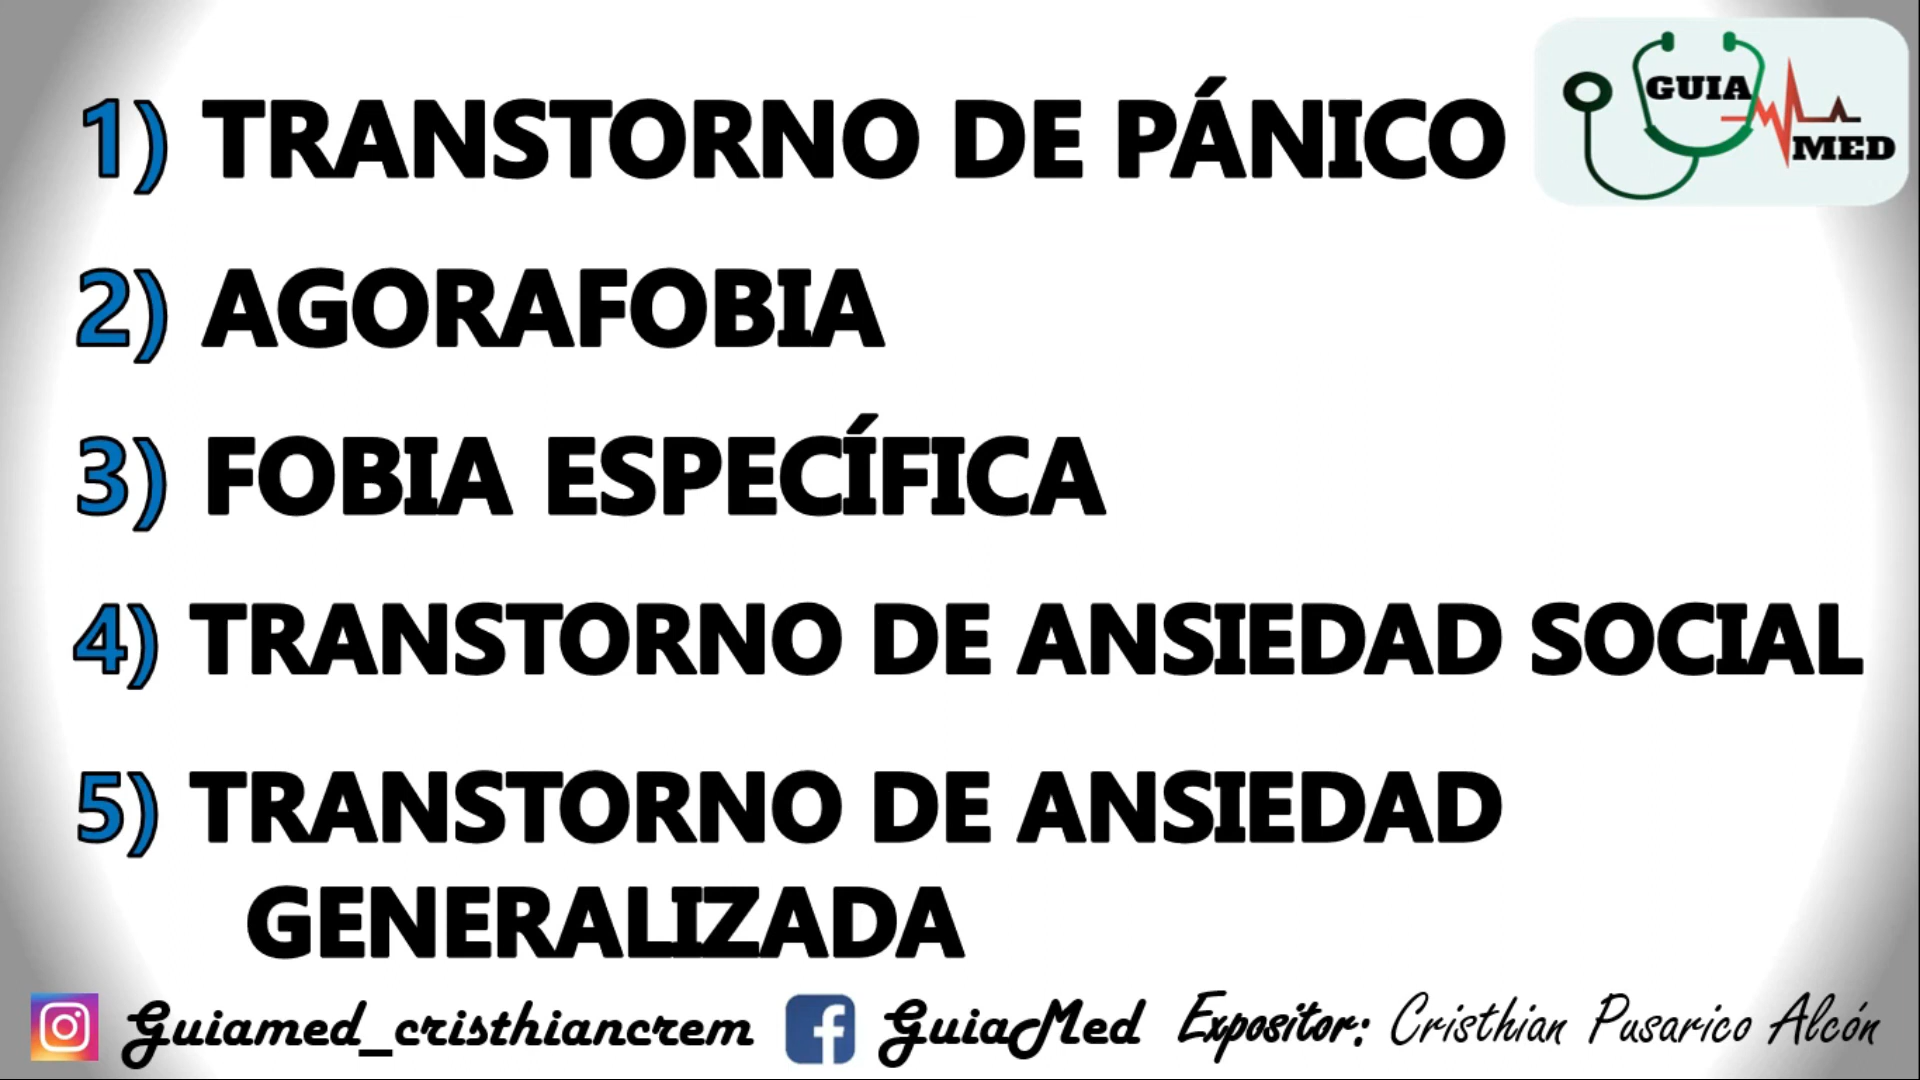 1) TRANSTORNO DE PÁNICO
GUIA
MED
2) AGORAFOBIA
3) FOBIA ESPECÍFICA
4) TRANSTORNO DE ANSIEDAD SOCIAL
5) TRANSTORNO DE ANSIEDAD
GENERALIZADA
Guiamed_cristhiancrem GuiaMed Expositor: Cristhian Pusarico Alcón